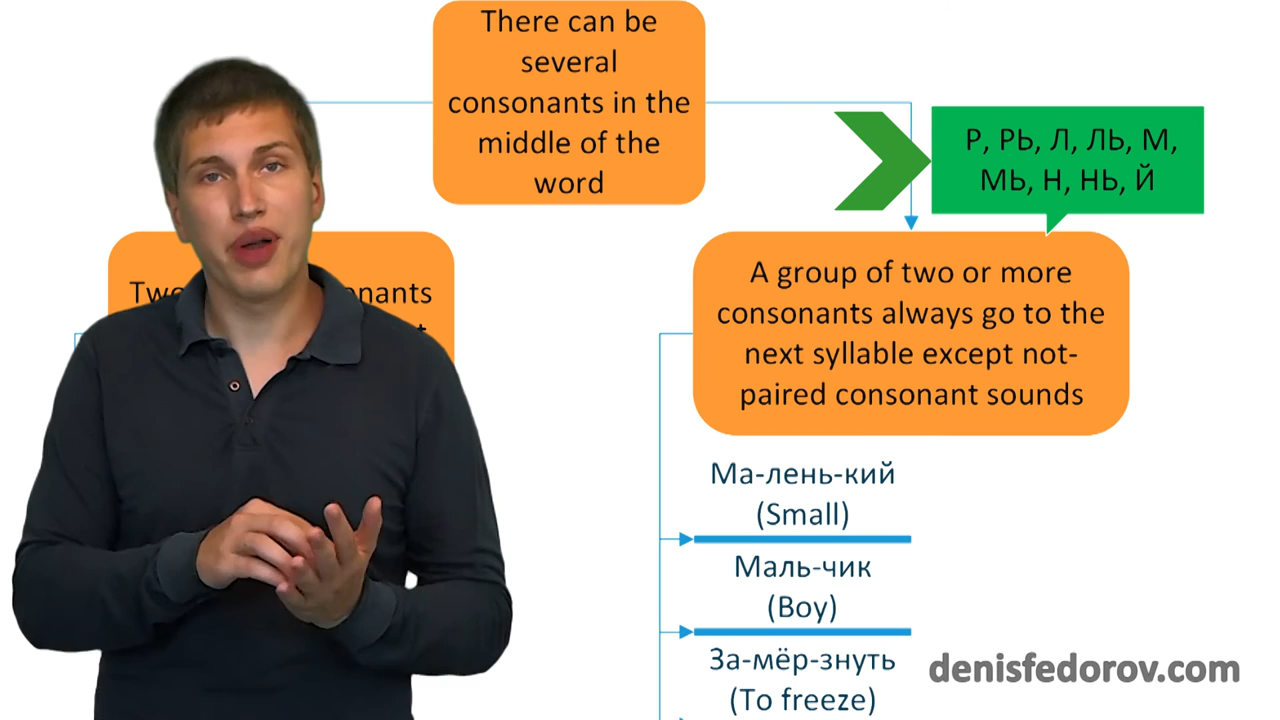 There can be
several
consonants in the
middle of the
word
Р, РЬ, Л, ЛЬ, М,
МЬ, Н, НЬ, Й
A group of two or more
consonants always go to the
next syllable except not-
paired consonant sounds
Ма-лень-кий
(Small)
Маль-чик
(Boy)
За-мёр-знуть
(To freeze)
denisfedorov.com